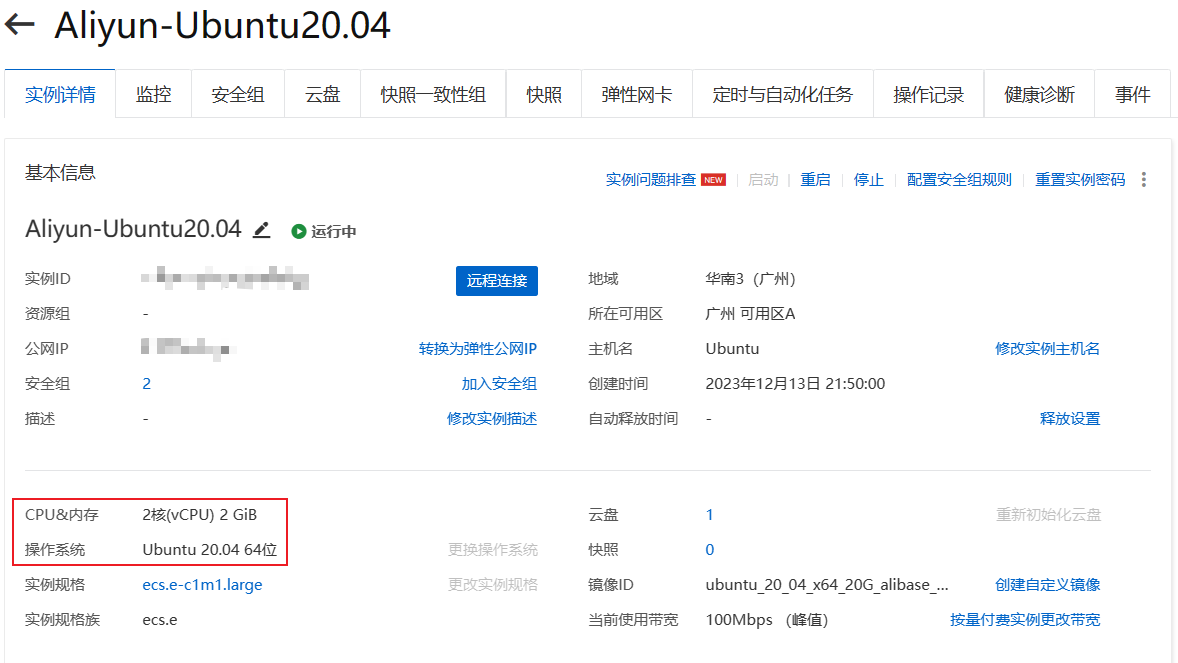 Aliyun-Ubuntu20.04
实例详情 监控 安全组 云盘 快照一致性组 快照 弹性网卡 定时与自动化任务 操作记录 健康诊断 事件
基本信息
实例问题排查 NEW 启动 重启 停止 配置安全组规则 重置实例密码
Aliyun-Ubuntu20.04 运行中
实例ID 远程连接 地域 华南3（广州）
资源组 - 所在可用区 广州 可用区A
公网IP 转换为弹性公网IP 主机名 Ubuntu 修改实例主机名
安全组 2 加入安全组 创建时间 2023年12月13日 21:50:00
描述 - 修改实例描述 自动释放时间 - 释放设置
CPU&内存 2核(vCPU) 2 GiB 云盘 1 重新初始化云盘
操作系统 Ubuntu 20.04 64位 更换操作系统 快照 0
实例规格 ecs.e-c1m1.large 更改实例规格 镜像ID ubuntu_20_04_x64_20G_alibase_... 创建自定义镜像
实例规格族 ecs.e 当前使用带宽 100Mbps （峰值） 按量付费实例更改带宽